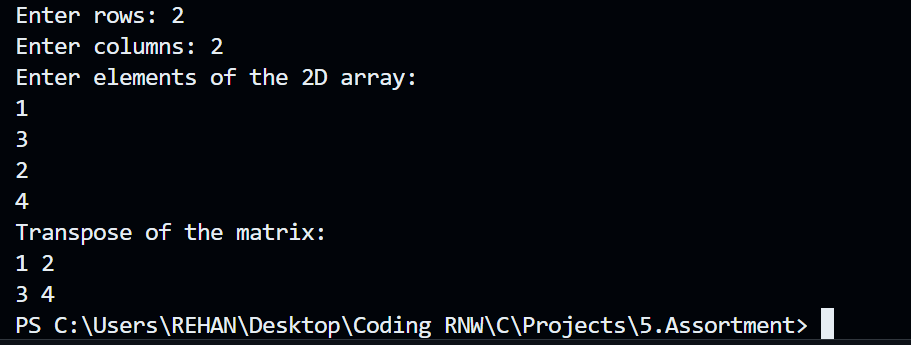 Enter rows: 2
Enter columns: 2
Enter elements of the 2D array:
1
3
2
4
Transpose of the matrix:
1 2
3 4
PS C:\Users\REHAN\Desktop\Coding RNW\C\Projects\5.Assortment>